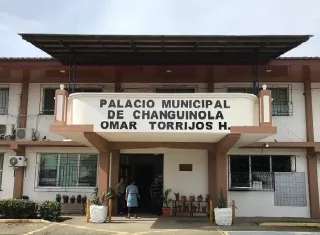 PALACIO MUNICIPAL
DE CHANGUINOLA
OMAR TORRIJOS H.